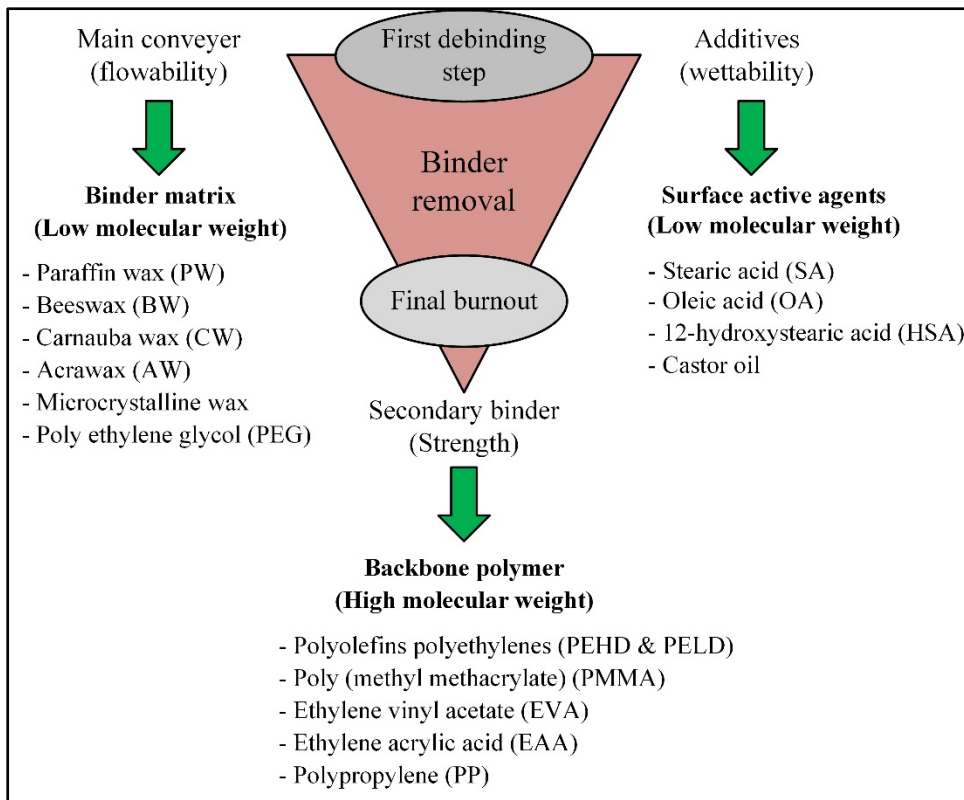 Main conveyer
(flowability)
Binder matrix
(Low molecular weight)
- Paraffin wax (PW)
- Beeswax (BW)
- Carnauba wax (CW)
- Acrawax (AW)
- Microcrystalline wax
- Poly ethylene glycol (PEG)
First debinding
step
Binder
removal
Final burnout
Secondary binder
(Strength)
Additives
(wettability)
Surface active agents
(Low molecular weight)
- Stearic acid (SA)
- Oleic acid (OA)
- 12-hydroxystearic acid (HSA)
- Castor oil
Backbone polymer
(High molecular weight)
- Polyolefins polyethylenes (PEHD & PELD)
- Poly (methyl methacrylate) (PMMA)
- Ethylene vinyl acetate (EVA)
- Ethylene acrylic acid (EAA)
- Polypropylene (PP)